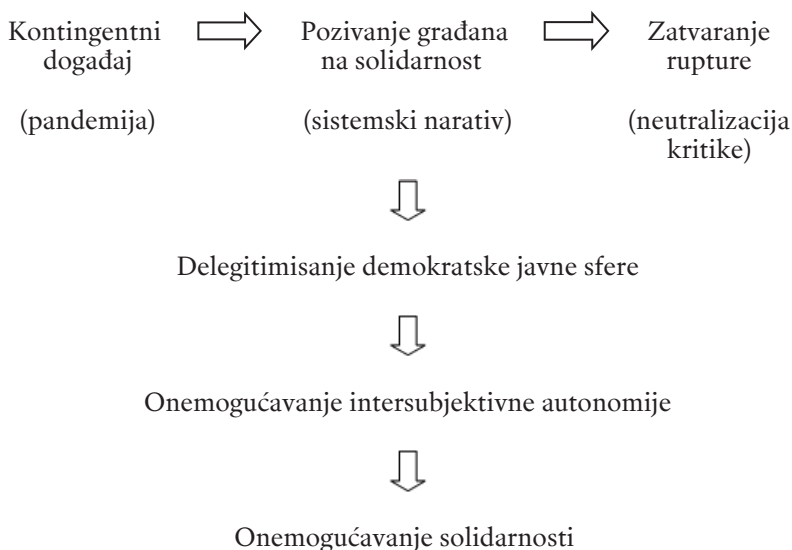 Kontingentni
događaj
(pandemija)
Pozivanje građana
na solidarnost
(sistemski narativ)
Zatvaranje
rupture
(neutralizacija
kritike)
Delegitimisanje demokratske javne sfere
Onemogućavanje intersubjektivne autonomije
Onemogućavanje solidarnosti